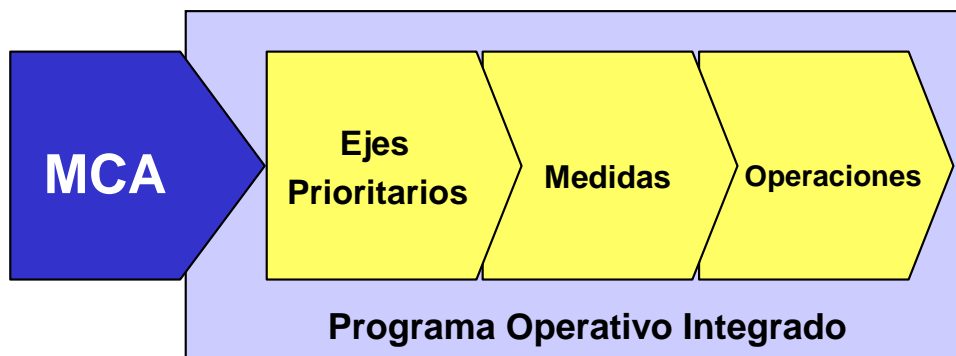 MCA
Ejes
Prioritarios
Medidas
Operaciones
Programa Operativo Integrado